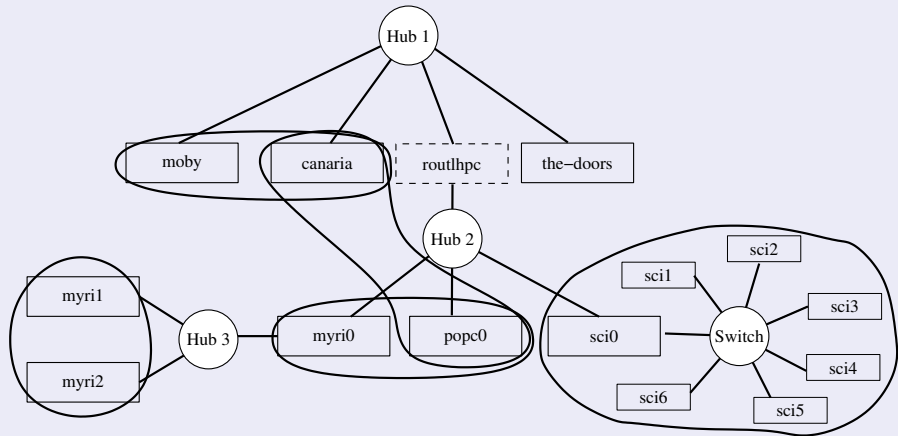 Hub 1
moby
canaria
routlhpc
the−doors
Hub 2
sci2
sci1
myri1
sci3
Hub 3
myri0
popc0
sci0
Switch
sci4
myri2
sci6
sci5